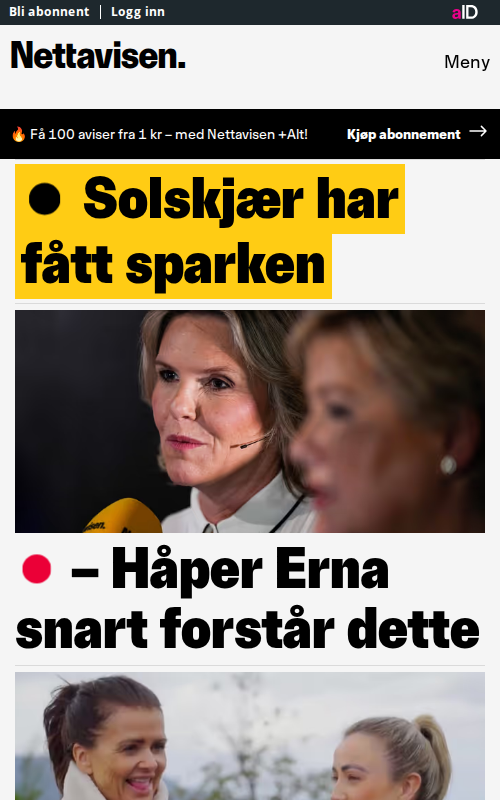 Bli abonnent | Logg inn
aID
Nettavisen.
Meny
🔥 Få 100 aviser fra 1 kr – med Nettavisen +Alt!
Kjøp abonnement →
Solskjær har
fått sparken
– Håper Erna
snart forstår dette